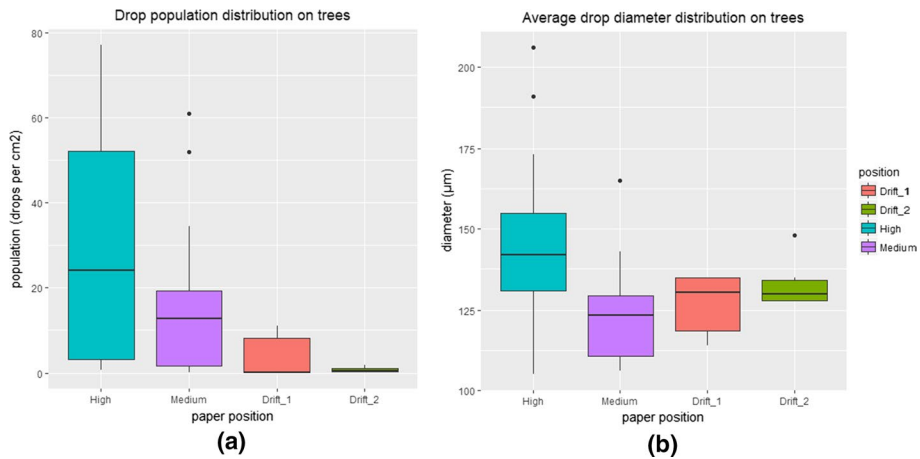 Drop population distribution on trees
80
60
40
20
0
population (drops per cm2)
High Medium Drift_1 Drift_2
paper position
(a)
Average drop diameter distribution on trees
200
175
150
125
100
diameter (µm)
High Medium Drift_1 Drift_2
paper position
(b)
position
Drift_1
Drift_2
High
Medium